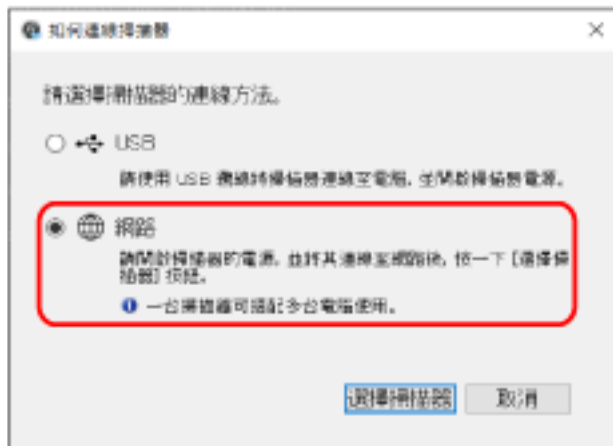 如何連線掃描器
請選擇掃描器的連線方法。
USB
請使用 USB 纜線將掃描器連線至電腦，並開啟掃描器電源。
網路
請開啟掃描器的電源，並將其連線至網路後，按一下 [選擇掃
描器] 按鈕。
一台掃描器可搭配多台電腦使用。
選擇掃描器
取消